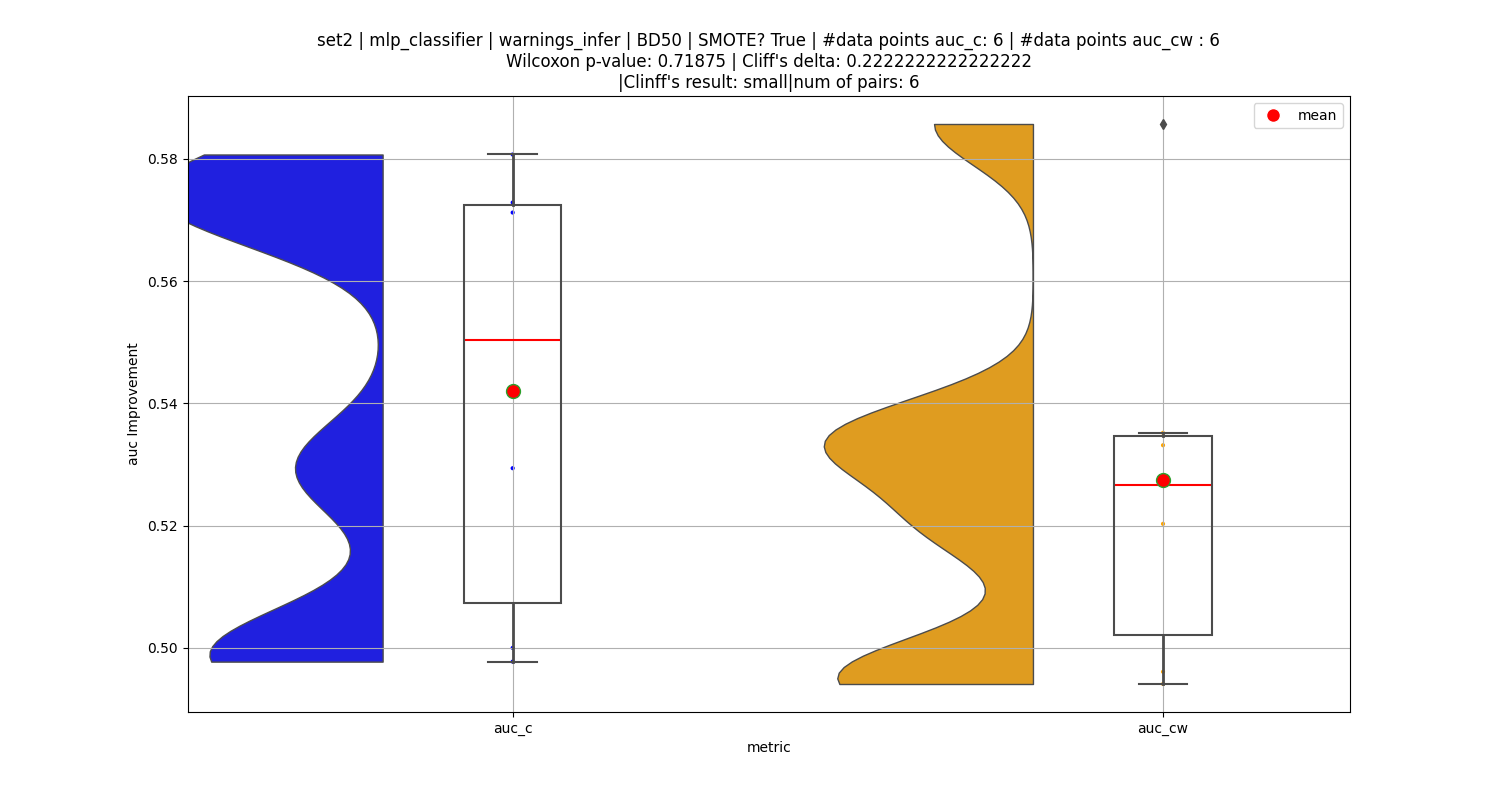 set2 | mlp_classifier | warnings_infer | BD50 | SMOTE? True | #data points auc_c: 6 | #data points auc_cw : 6
Wilcoxon p-value: 0.71875 | Cliff's delta: 0.2222222222222222
|Clinff's result: small|num of pairs: 6
mean
0.58
0.56
0.54
0.52
0.50
auc Improvement
auc_c
auc_cw
metric